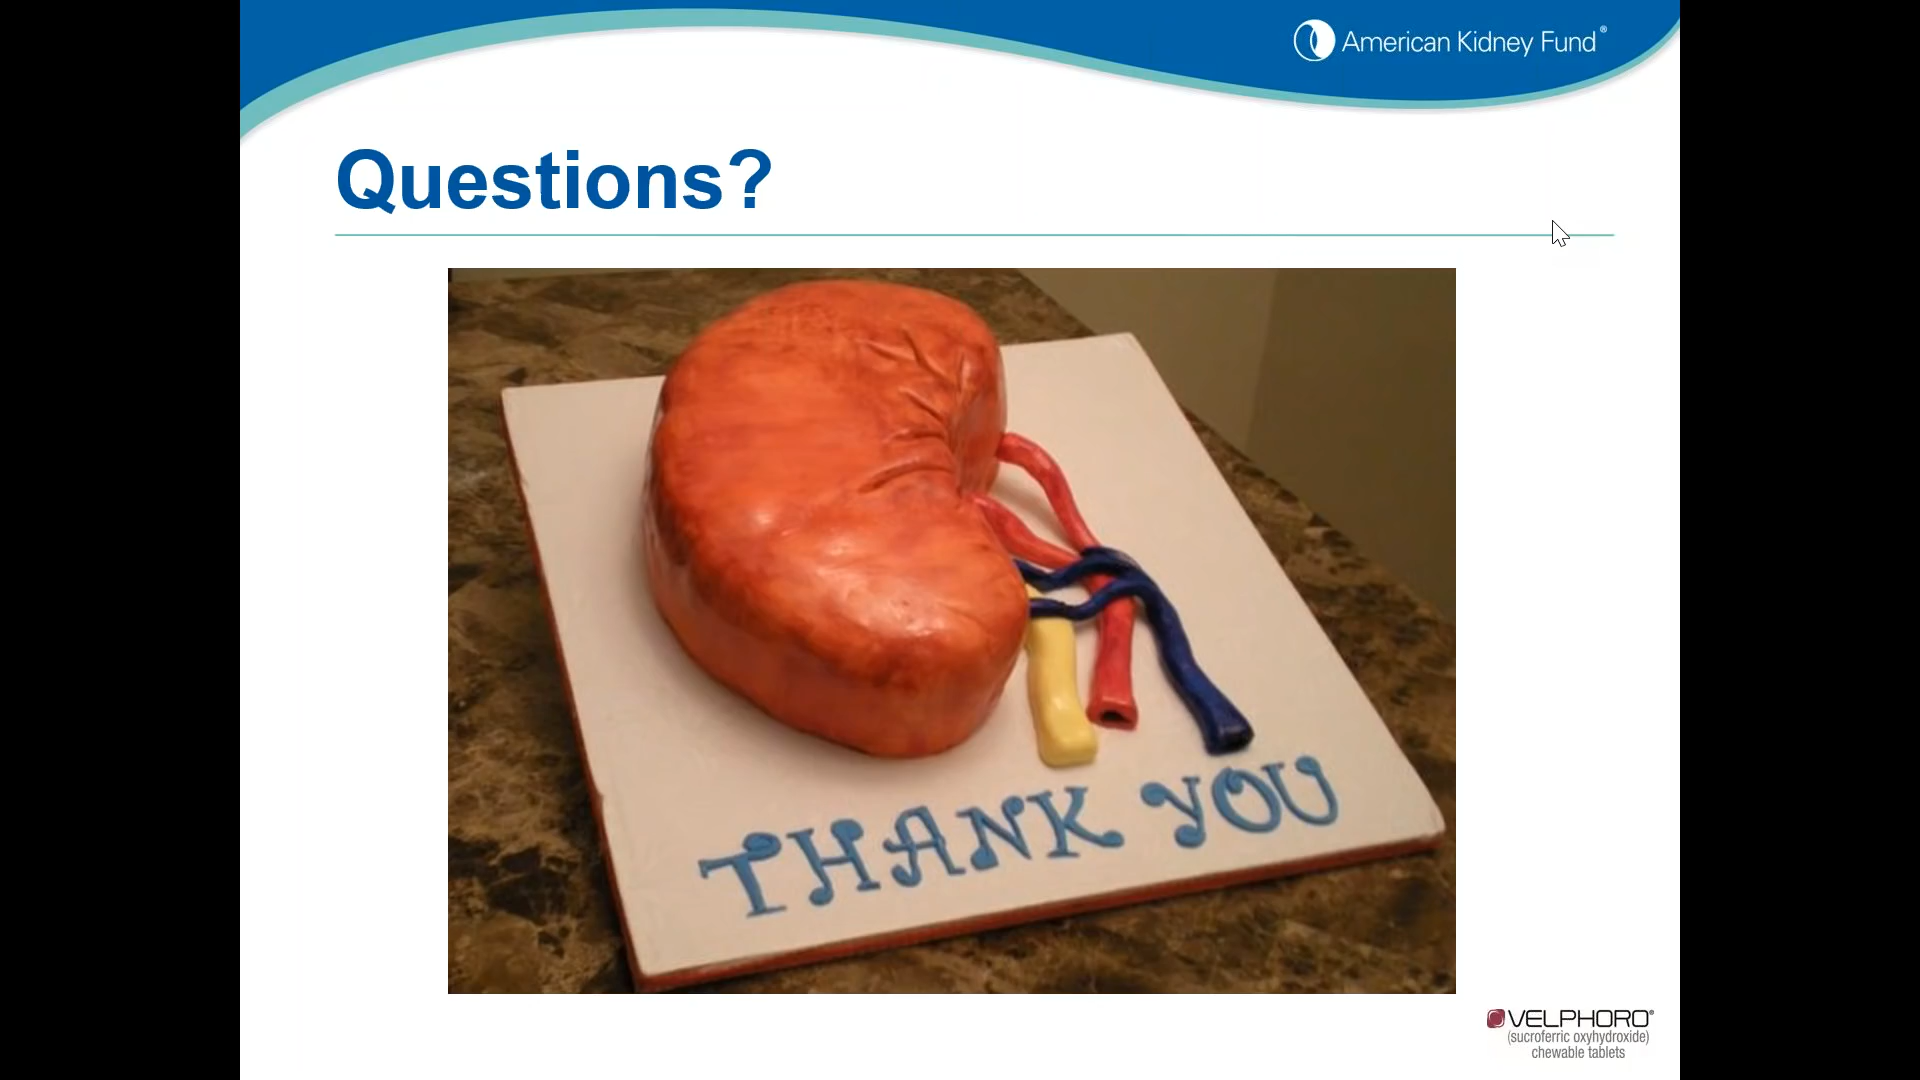 American Kidney Fund®
Questions?
THANK YOU
VELPHORO®
(sucroferric oxyhydroxide)
chewable tablets